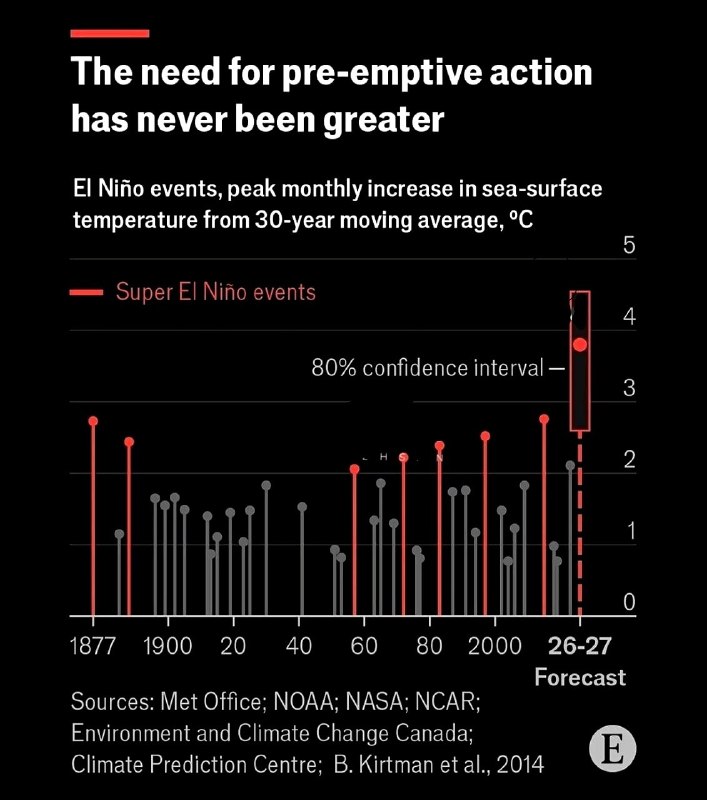 The need for pre-emptive action
has never been greater
El Niño events, peak monthly increase in sea-surface
temperature from 30-year moving average, ºC
5
Super El Niño events
4
80% confidence interval
3
2
1
0
1877 1900 20 40 60 80 2000 26-27
Forecast
Sources: Met Office; NOAA; NASA; NCAR;
Environment and Climate Change Canada;
Climate Prediction Centre; B. Kirtman et al., 2014
E